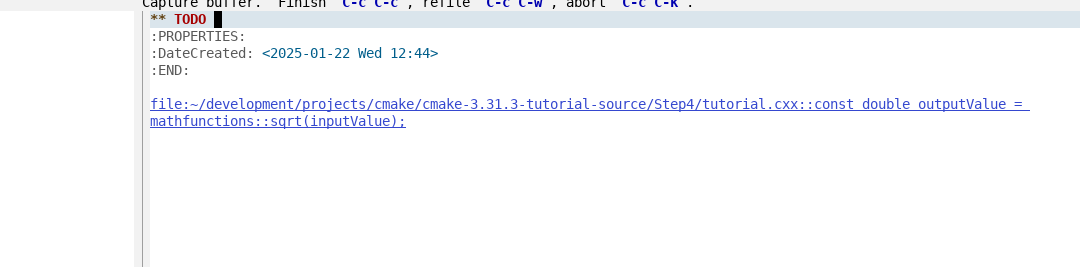 Capture buffer.  Finish ‘C-c C-c’, refile ‘C-c C-w’, abort ‘C-c C-k’.
** TODO
:PROPERTIES:
:DateCreated: <2025-01-22 Wed 12:44>
:END:
file:~/development/projects/cmake/cmake-3.31.3-tutorial-source/Step4/tutorial.cxx::const double outputValue =
mathfunctions::sqrt(inputValue);